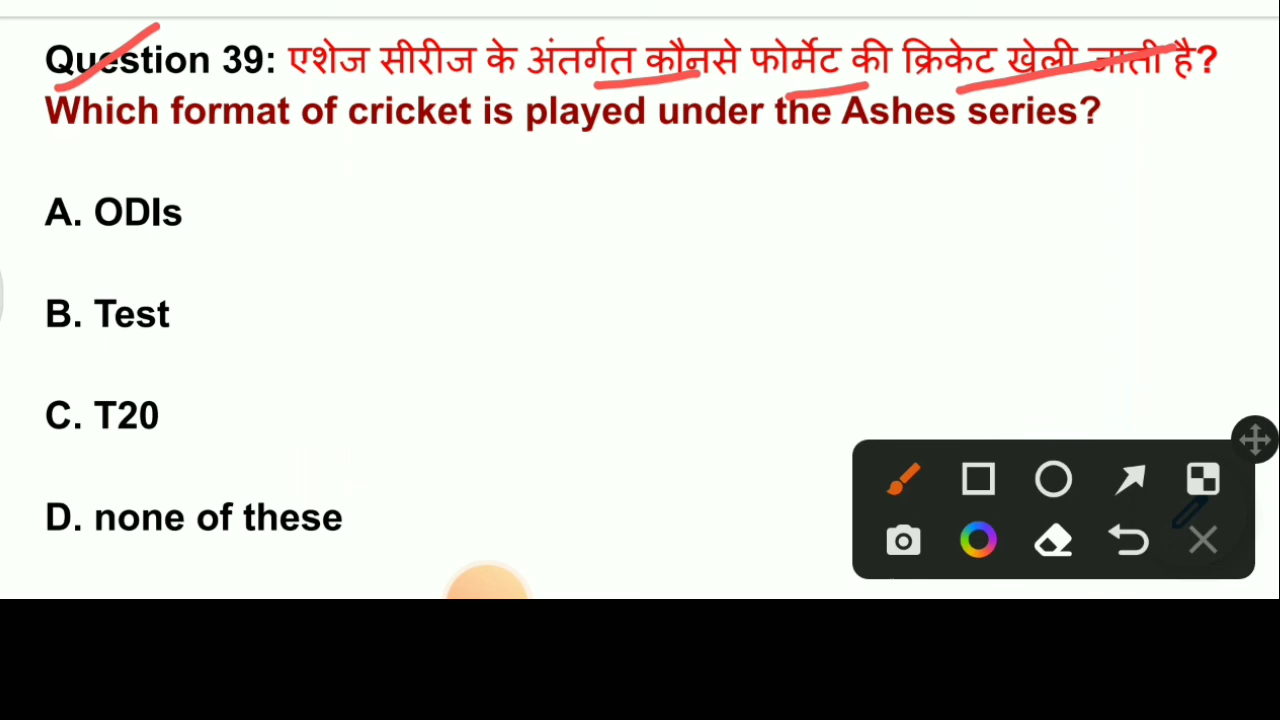 Question 39: एशेज सीरीज के अंतर्गत कौनसे फोर्मेट की क्रिकेट खेली जाती है?
Which format of cricket is played under the Ashes series?
A. ODIs
B. Test
C. T20
D. none of these